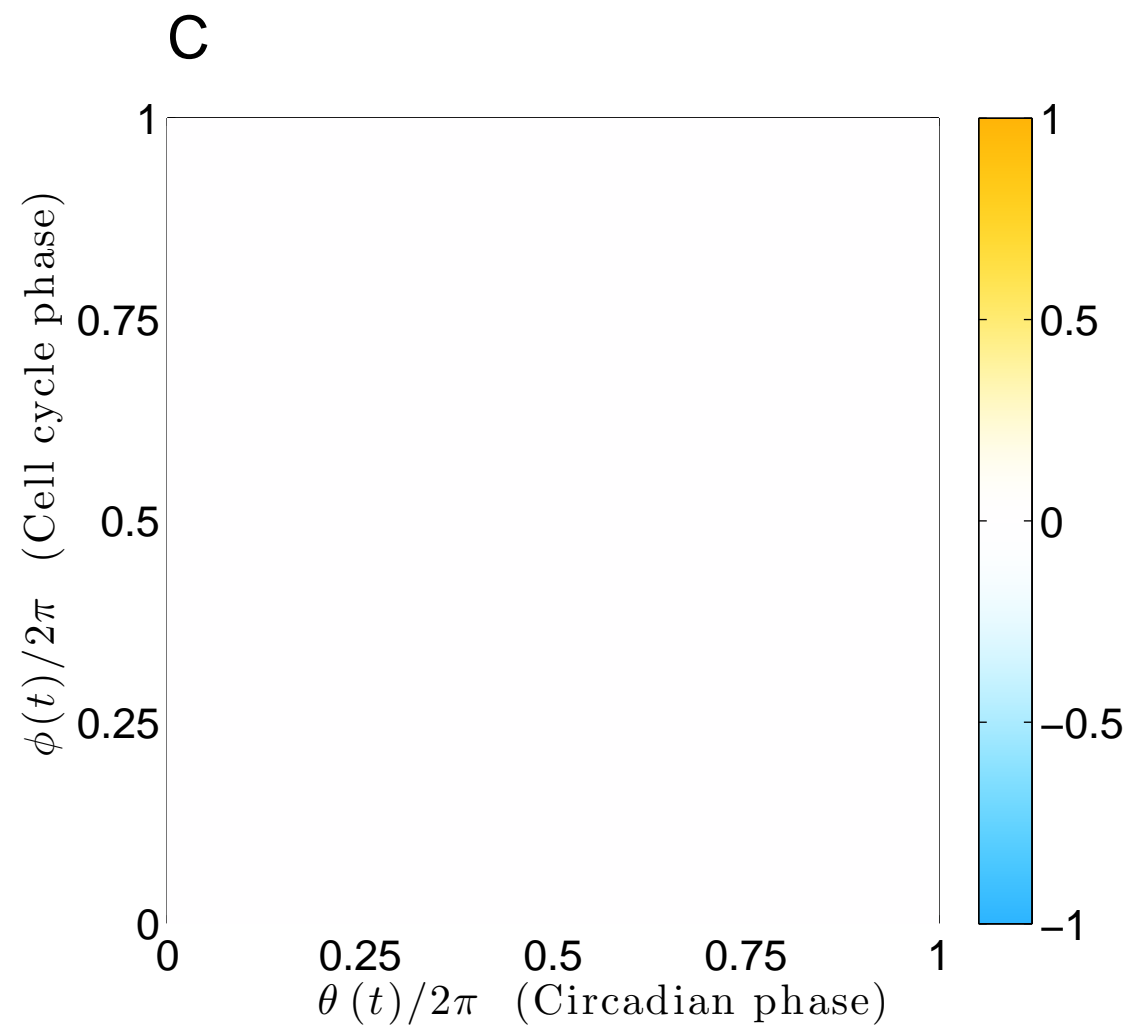 C
1
0.75
0.5
0.25
0
ϕ(t)/2π (Cell cycle phase)
0 0.25 0.5 0.75 1
θ (t)/2π (Circadian phase)
1
0.5
0
−0.5
−1